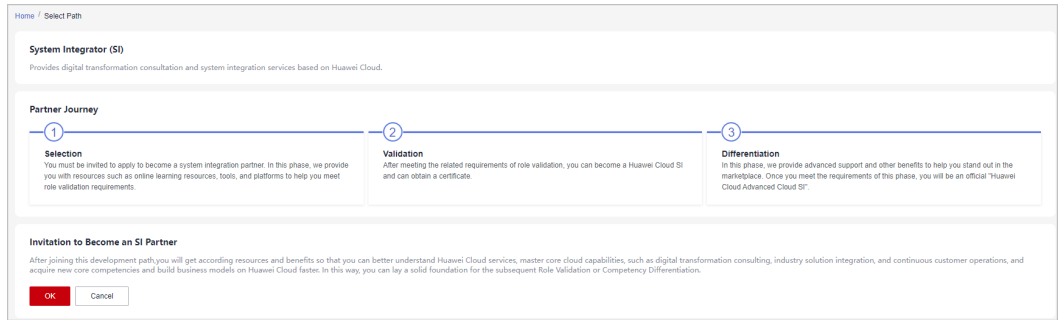 Home / Select Path
System Integrator (SI)
Provides digital transformation consultation and system integration services based on Huawei Cloud.
Partner Journey
1
Selection
You must be invited to apply to become a system integration partner. In this phase, we provide
you with resources such as online learning resources, tools, and platforms to help you meet
role validation requirements.
2
Validation
After meeting the related requirements of role validation, you can become a Huawei Cloud SI
and can obtain a certificate.
3
Differentiation
In this phase, we provide advanced support and other benefits to help you stand out in the
marketplace. Once you meet the requirements of this phase, you will be an official "Huawei
Cloud Advanced Cloud SI".
Invitation to Become an SI Partner
After joining this development path,you will get according resources and benefits so that you can better understand Huawei Cloud services, master core cloud capabilities, such as digital transformation consulting, industry solution integration, and continuous customer operations, and
acquire new core competencies and build business models on Huawei Cloud faster. In this way, you can lay a solid foundation for the subsequent Role Validation or Competency Differentiation.
OK
Cancel